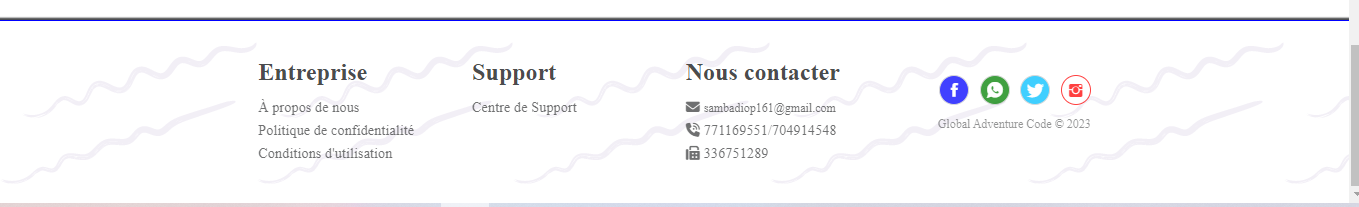 Entreprise
À propos de nous
Politique de confidentialité
Conditions d'utilisation
Support
Centre de Support
Nous contacter
sambadiop161@gmail.com
771169551/704914548
336751289
Global Adventure Code © 2023